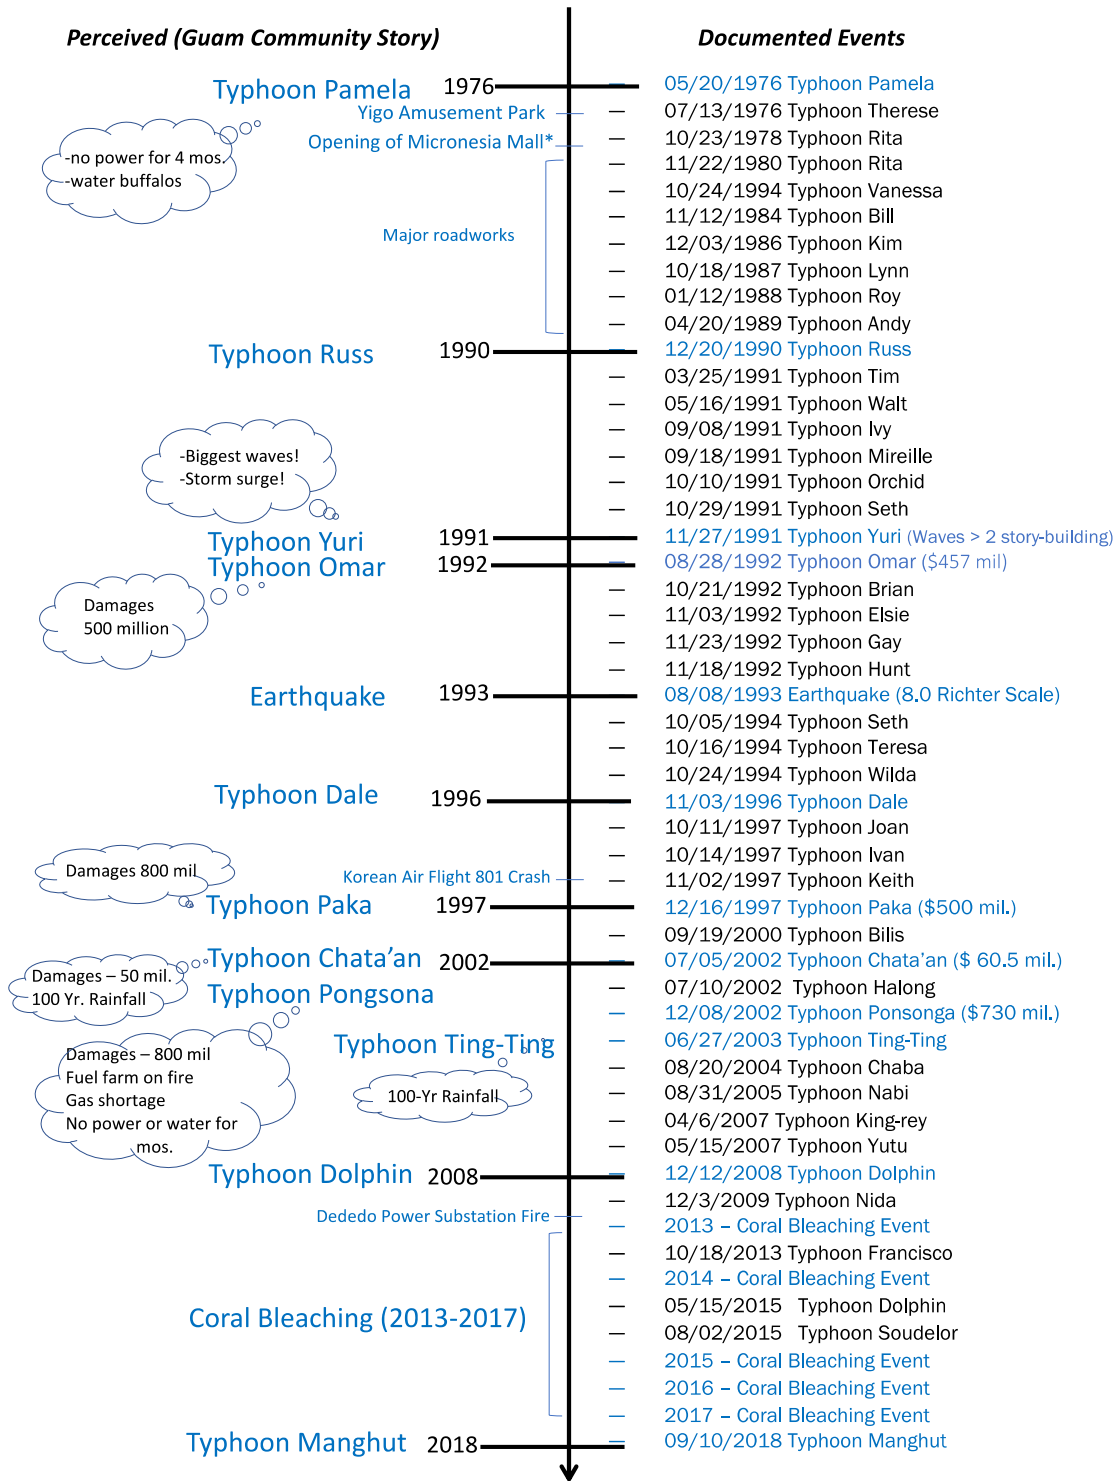 Perceived (Guam Community Story)
Documented Events
Typhoon Pamela
1976
05/20/1976 Typhoon Pamela
Yigo Amusement Park
07/13/1976 Typhoon Therese
Opening of Micronesia Mall*
10/23/1978 Typhoon Rita
-no power for 4 mos.
-water buffalos
11/22/1980 Typhoon Rita
10/24/1994 Typhoon Vanessa
11/12/1984 Typhoon Bill
Major roadworks
12/03/1986 Typhoon Kim
10/18/1987 Typhoon Lynn
01/12/1988 Typhoon Roy
04/20/1989 Typhoon Andy
Typhoon Russ
1990
12/20/1990 Typhoon Russ
03/25/1991 Typhoon Tim
05/16/1991 Typhoon Walt
09/08/1991 Typhoon Ivy
-Biggest waves!
-Storm surge!
09/18/1991 Typhoon Mireille
10/10/1991 Typhoon Orchid
10/29/1991 Typhoon Seth
Typhoon Yuri
1991
11/27/1991 Typhoon Yuri (Waves > 2 story-building)
Typhoon Omar
1992
08/28/1992 Typhoon Omar ($457 mil)
Damages
500 million
10/21/1992 Typhoon Brian
11/03/1992 Typhoon Elsie
11/23/1992 Typhoon Gay
11/18/1992 Typhoon Hunt
Earthquake
1993
08/08/1993 Earthquake (8.0 Richter Scale)
10/05/1994 Typhoon Seth
10/16/1994 Typhoon Teresa
10/24/1994 Typhoon Wilda
Typhoon Dale
1996
11/03/1996 Typhoon Dale
10/11/1997 Typhoon Joan
10/14/1997 Typhoon Ivan
Damages 800 mil
Korean Air Flight 801 Crash
11/02/1997 Typhoon Keith
Typhoon Paka
1997
12/16/1997 Typhoon Paka ($500 mil.)
09/19/2000 Typhoon Bilis
Typhoon Chata'an
2002
07/05/2002 Typhoon Chata'an ($ 60.5 mil.)
Damages – 50 mil.
100 Yr. Rainfall
07/10/2002 Typhoon Halong
Typhoon Pongsona
12/08/2002 Typhoon Ponsonga ($730 mil.)
Typhoon Ting-Ting
06/27/2003 Typhoon Ting-Ting
Damages – 800 mil
Fuel farm on fire
Gas shortage
No power or water for
mos.
08/20/2004 Typhoon Chaba
100-Yr Rainfall
08/31/2005 Typhoon Nabi
04/6/2007 Typhoon King-rey
05/15/2007 Typhoon Yutu
Typhoon Dolphin
2008
12/12/2008 Typhoon Dolphin
12/3/2009 Typhoon Nida
Dededo Power Substation Fire
2013 – Coral Bleaching Event
10/18/2013 Typhoon Francisco
2014 – Coral Bleaching Event
Coral Bleaching (2013-2017)
05/15/2015 Typhoon Dolphin
08/02/2015 Typhoon Soudelor
2015 – Coral Bleaching Event
2016 – Coral Bleaching Event
2017 – Coral Bleaching Event
Typhoon Manghut
2018
09/10/2018 Typhoon Manghut